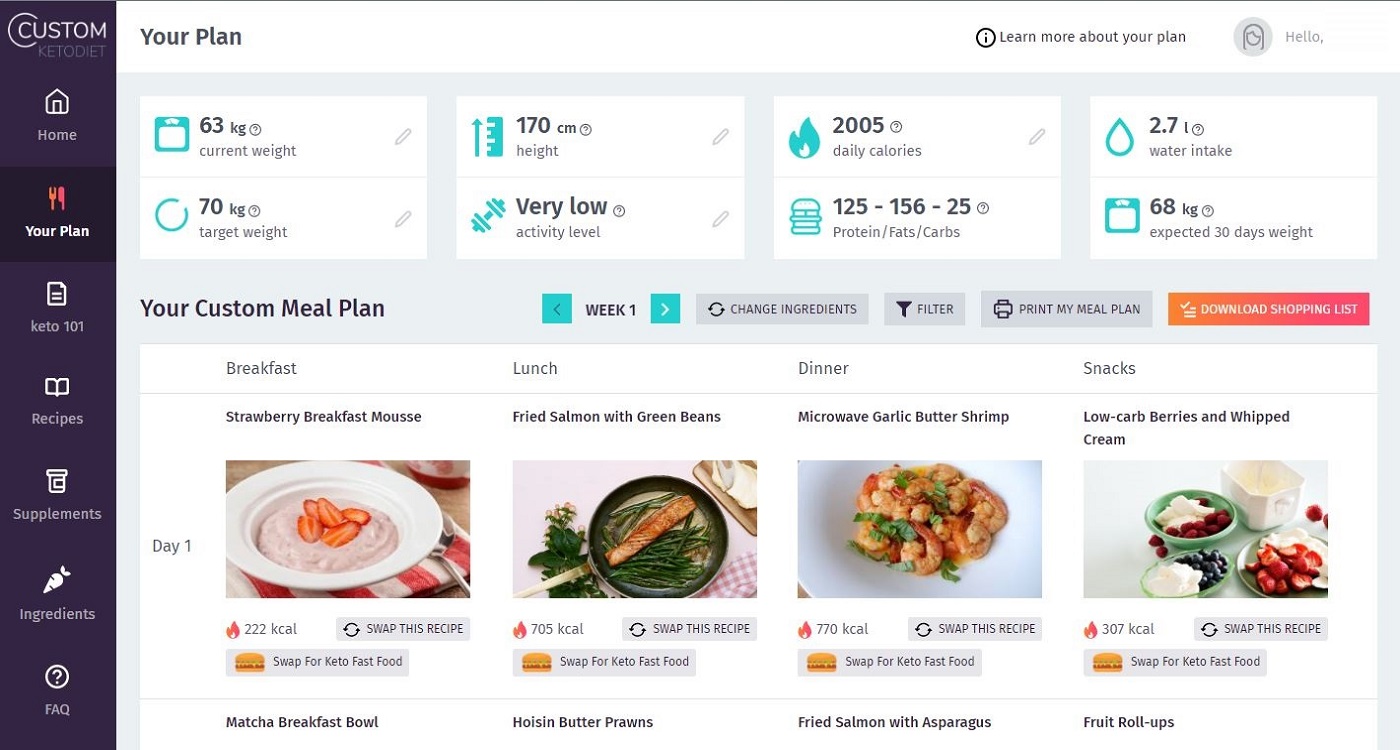 CUSTOM
KETODIET
Your Plan
Learn more about your plan
Hello,
Home
Your Plan
keto 101
Recipes
Supplements
Ingredients
FAQ
63 kg
current weight
170 cm
height
2005
daily calories
2.7 l
water intake
70 kg
target weight
Very low
activity level
125 - 156 - 25
Protein/Fats/Carbs
68 kg
expected 30 days weight
Your Custom Meal Plan
WEEK 1
CHANGE INGREDIENTS
FILTER
PRINT MY MEAL PLAN
DOWNLOAD SHOPPING LIST
Breakfast
Lunch
Dinner
Snacks
Day 1
Strawberry Breakfast Mousse
222 kcal
SWAP THIS RECIPE
Swap For Keto Fast Food
Fried Salmon with Green Beans
705 kcal
SWAP THIS RECIPE
Swap For Keto Fast Food
Microwave Garlic Butter Shrimp
770 kcal
SWAP THIS RECIPE
Swap For Keto Fast Food
Low-carb Berries and Whipped
Cream
307 kcal
SWAP THIS RECIPE
Swap For Keto Fast Food
Matcha Breakfast Bowl
Hoisin Butter Prawns
Fried Salmon with Asparagus
Fruit Roll-ups